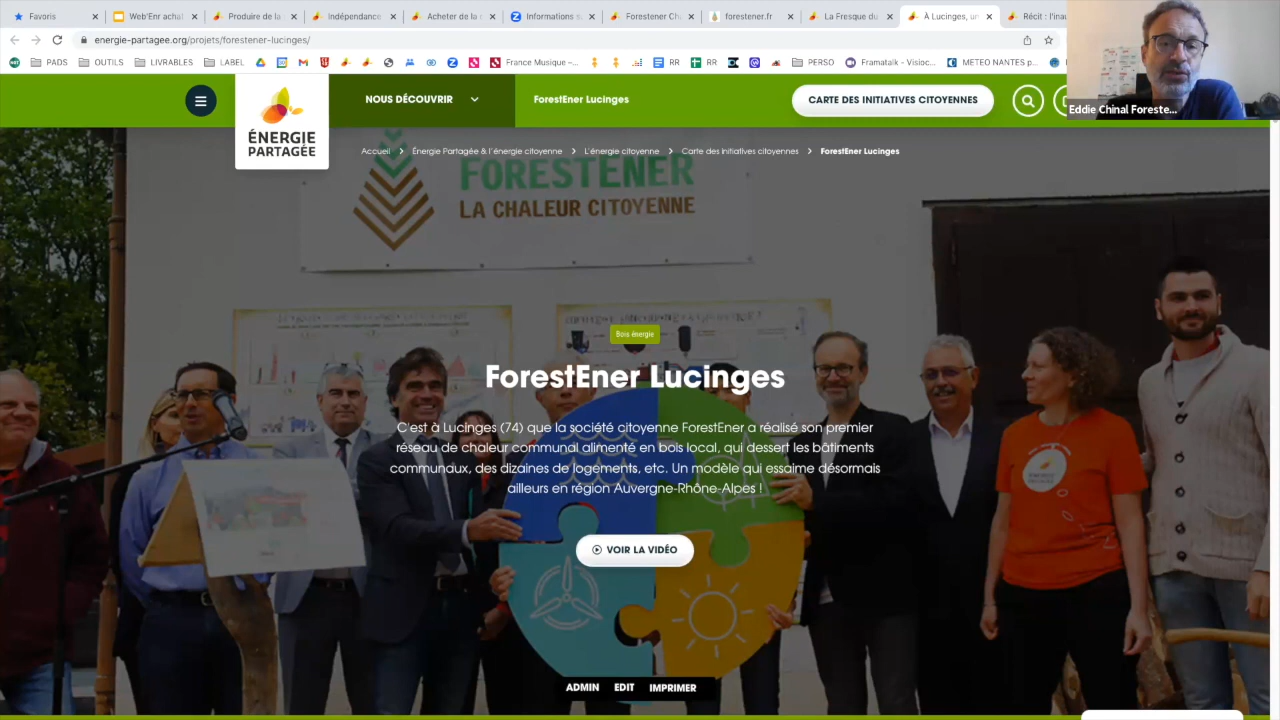 Favoris
Web'Enr achat
Produire de la
Indépendance
Acheter de la r
Informations s
Forestener Ch
forestener.fr
La Fresque du
À Lucinges, un
Récit : l'ina
energie-partagee.org/projets/forestener-lucinges/
PADS
OUTILS
LIVRABLES
LABEL
France Musique –...
RR
RR
PERSO
Framatalk - Visioc...
METEO NANTES p...
Eddie Chinal Foreste...
NOUS DÉCOUVRIR
ForestEner Lucinges
CARTE DES INITIATIVES CITOYENNES
ÉNERGIE
PARTAGÉE
Accueil
Énergie Partagée & l'énergie citoyenne
L'énergie citoyenne
Carte des initiatives citoyennes
ForestEner Lucinges
FORESTENER
LA CHALEUR CITOYENNE
Bois énergie
ForestEner Lucinges
C'est à Lucinges (74) que la société citoyenne ForestEner a réalisé son premier
réseau de chaleur communal alimenté en bois local, qui dessert les bâtiments
communaux, des dizaines de logements, etc. Un modèle qui essaime désormais
ailleurs en région Auvergne-Rhône-Alpes !
VOIR LA VIDÉO
ADMIN
EDIT
IMPRIMER